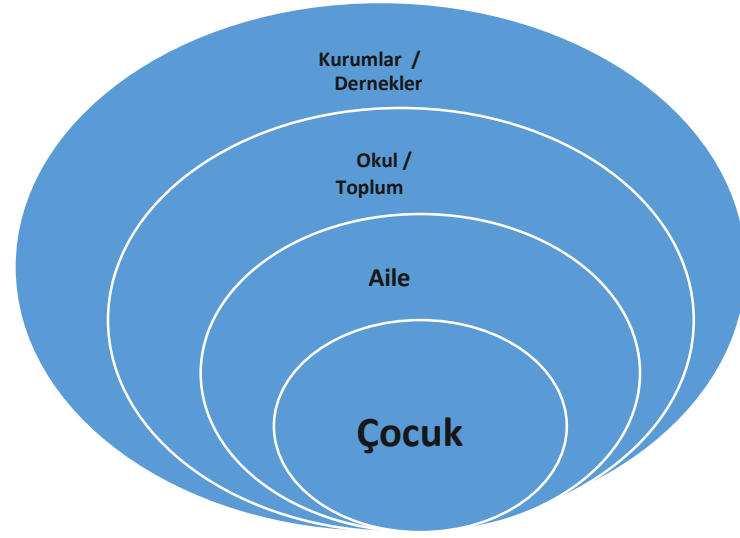 Kurumlar /
Dernekler
Okul /
Toplum
Aile
Çocuk